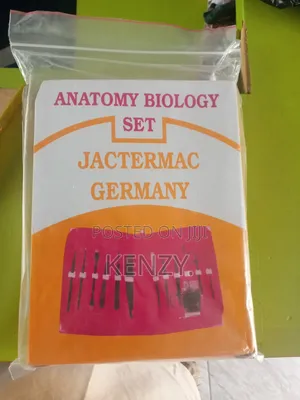 ANATOMY BIOLOGY
SET
JACTERMAC
GERMANY
POSTED ON JIJI
KENZY